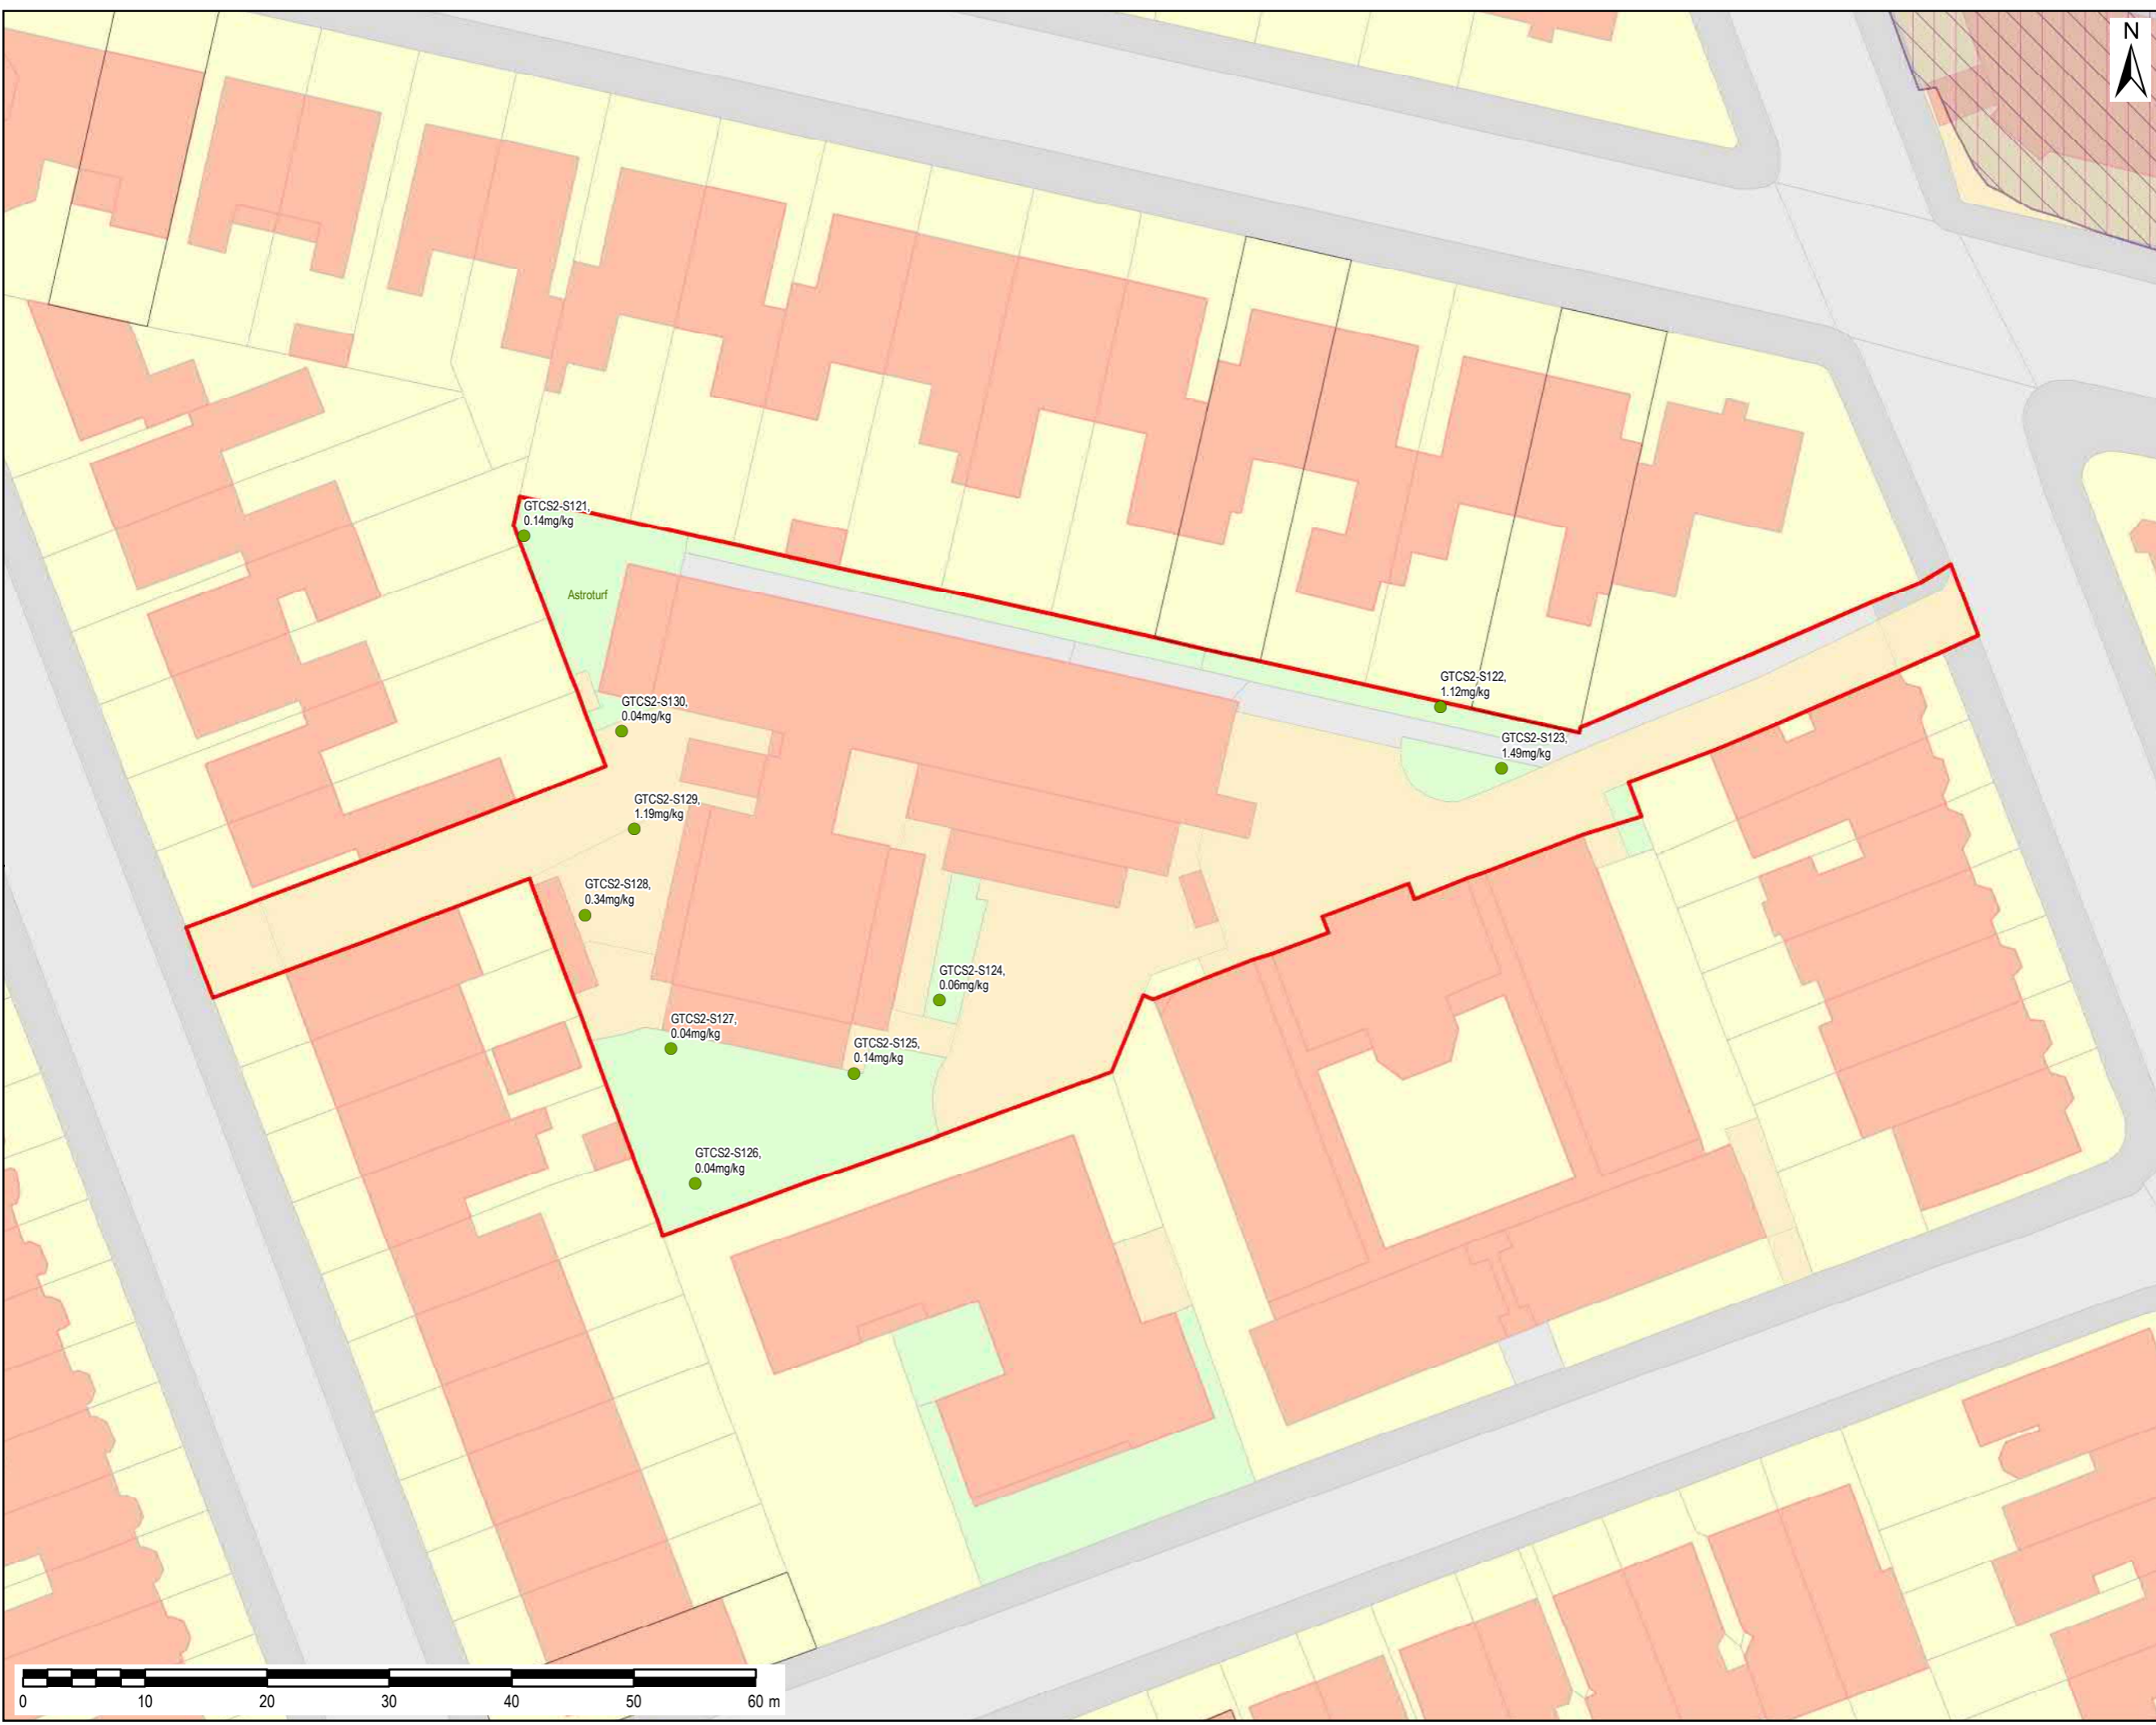 N
GTCS2-S121,
0.14mg/kg
Astroturf
GTCS2-S122,
1.12mg/kg
GTCS2-S130,
0.04mg/kg
GTCS2-S123,
1.49mg/kg
GTCS2-S129,
1.19mg/kg
GTCS2-S128,
0.34mg/kg
GTCS2-S124,
0.06mg/kg
GTCS2-S127,
0.04mg/kg
GTCS2-S125,
0.14mg/kg
GTCS2-S126,
0.04mg/kg
0 10 20 30 40 50 60 m